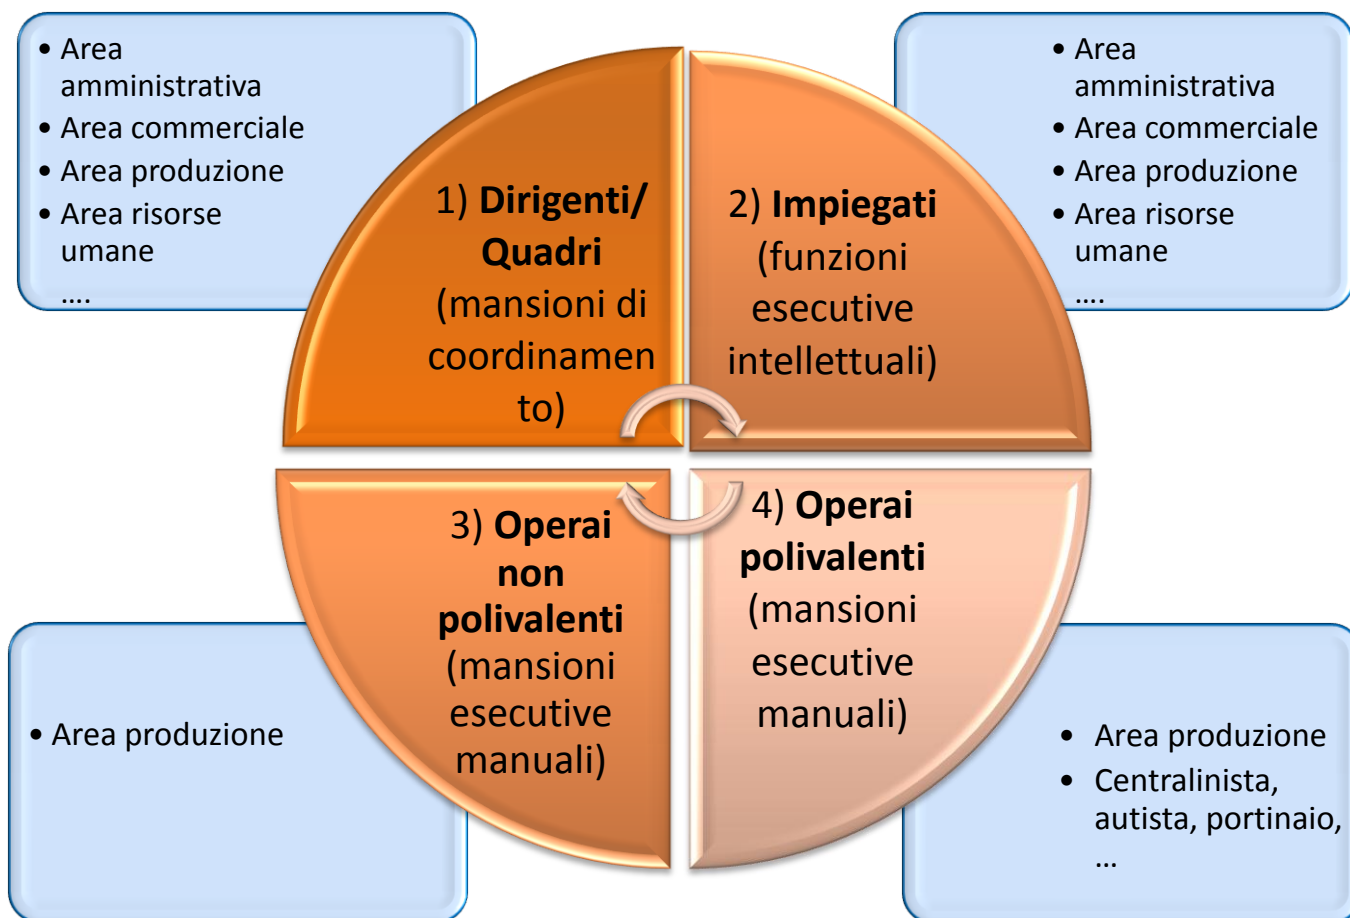 • Area
amministrativa
• Area commerciale
• Area produzione
• Area risorse
umane
....
1) Dirigenti/
Quadri
(mansioni di
coordinamen
to)
2) Impiegati
(funzioni
esecutive
intellettuali)
• Area
amministrativa
• Area commerciale
• Area produzione
• Area risorse
umane
....
• Area produzione
3) Operai
non
polivalenti
(mansioni
esecutive
manuali)
4) Operai
polivalenti
(mansioni
esecutive
manuali)
• Area produzione
• Centralinista,
autista, portinaio,
...